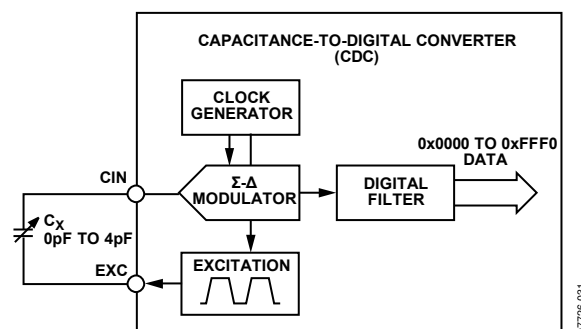 CAPACITANCE-TO-DIGITAL CONVERTER
(CDC)
CLOCK
GENERATOR
0x0000 TO 0xFFF0
DATA
CIN
Σ-Δ
MODULATOR
DIGITAL
FILTER
CX
0pF TO 4pF
EXC
EXCITATION